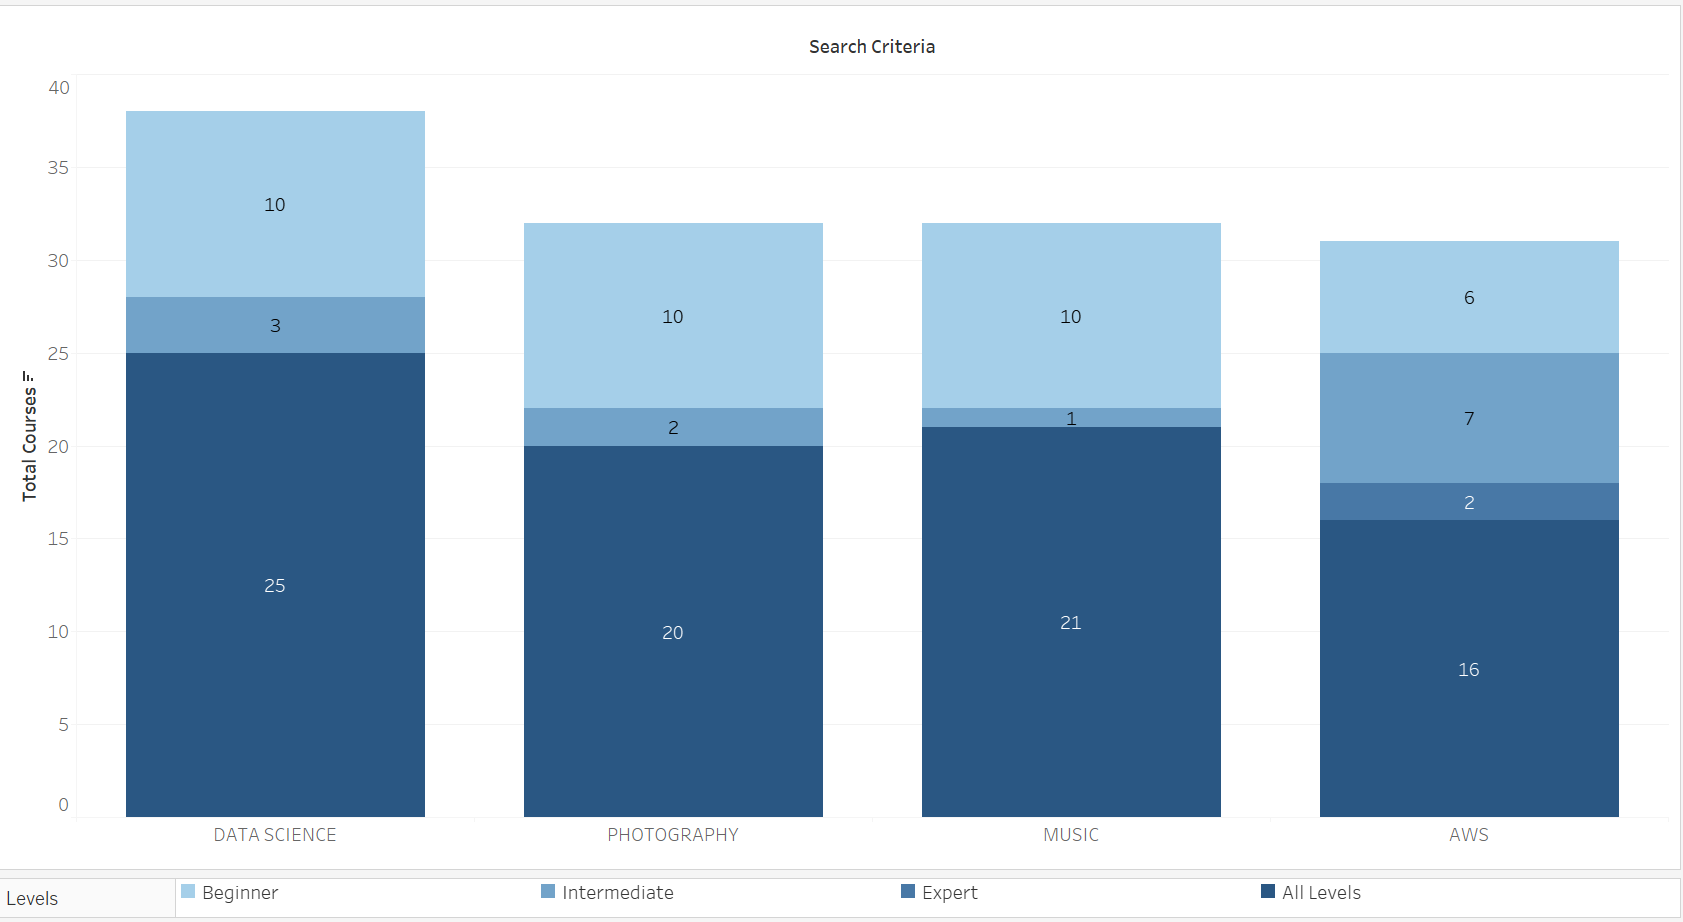 Search Criteria
Total Courses
40
35
30
25
20
15
10
5
0
10
3
25
10
2
20
10
1
21
6
7
2
16
DATA SCIENCE
PHOTOGRAPHY
MUSIC
AWS
Levels
Beginner
Intermediate
Expert
All Levels